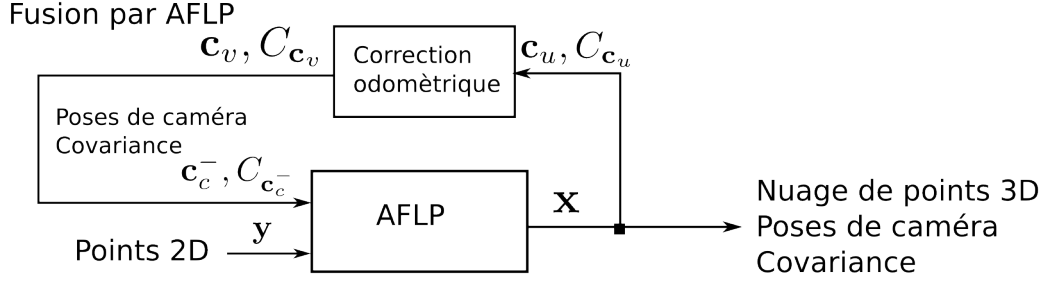 Fusion par AFLP
c_v, C_{c_v}
Correction
odomètrique
c_u, C_{c_u}
Poses de caméra
Covariance
c_c^-, C_{c_c^-}
AFLP
x
y
Points 2D
Nuage de points 3D
Poses de caméra
Covariance